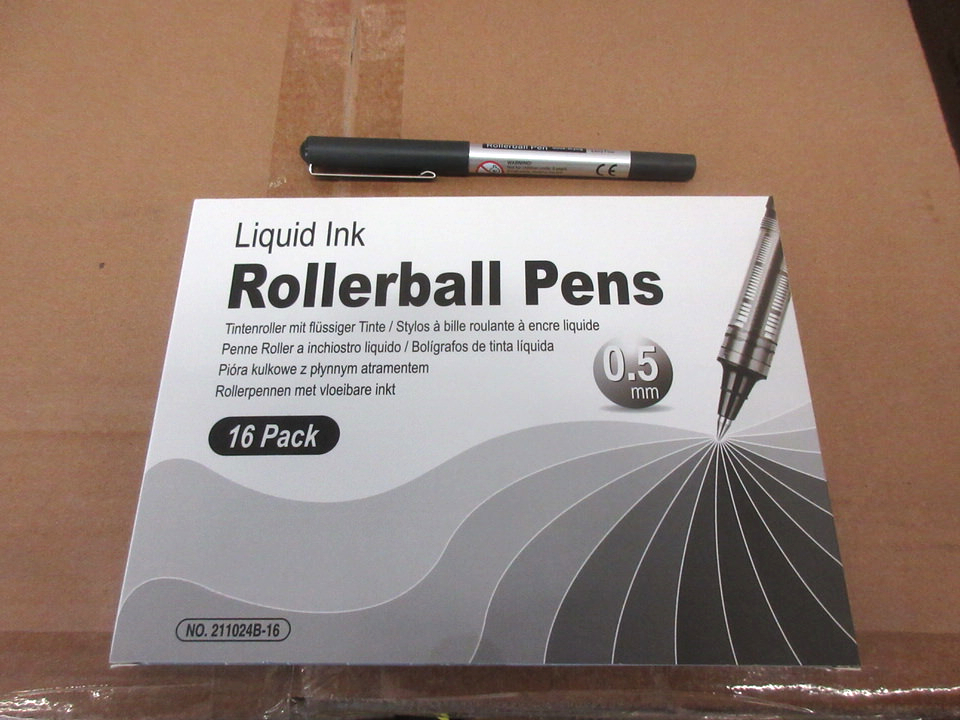 Rollerball Pen
WARNING:
CE
Liquid Ink
Rollerball Pens
Tintenroller mit flüssiger Tinte / Stylos à bille roulante à encre liquide
Penne Roller a inchiostro liquido / Bolígrafos de tinta líquida
Pióra kulkowe z płynnym atramentem
Rollerpennen met vloeibare inkt
0.5
mm
16 Pack
NO. 211024B-16